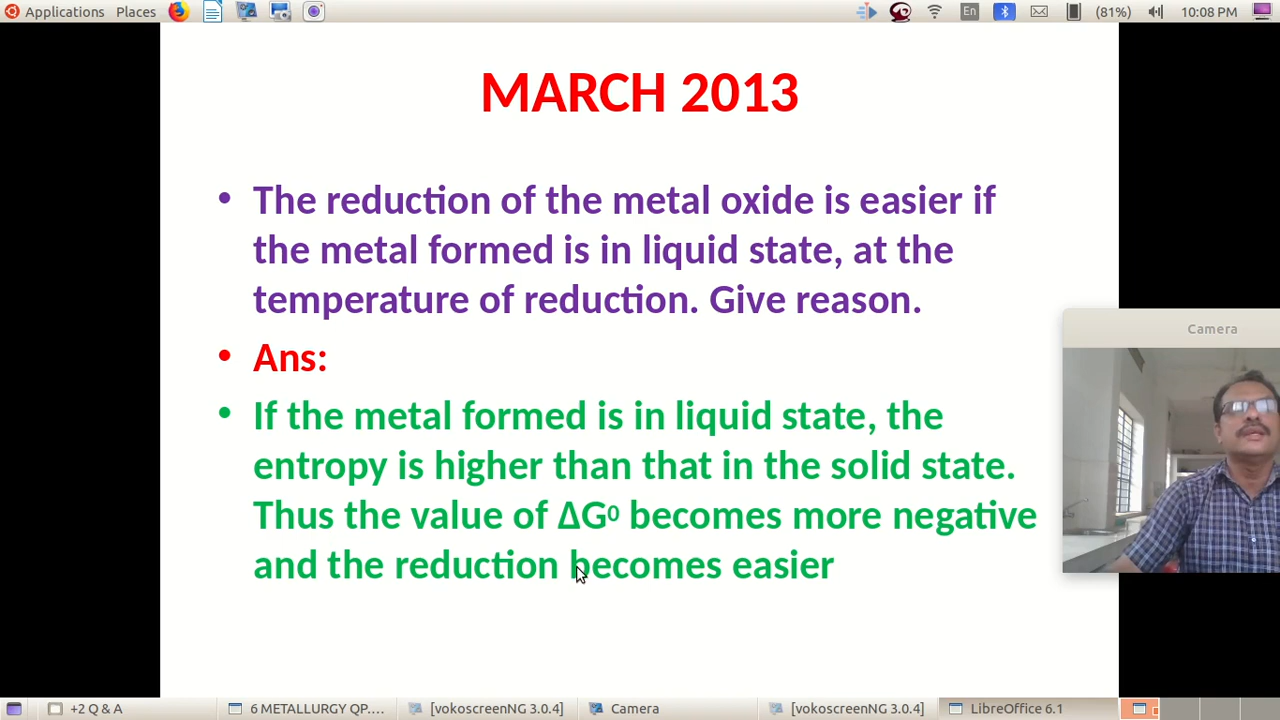 Applications Places En (81%) 10:08 PM
MARCH 2013
• The reduction of the metal oxide is easier if
the metal formed is in liquid state, at the
temperature of reduction. Give reason.
Camera
• Ans:
• If the metal formed is in liquid state, the
entropy is higher than that in the solid state.
Thus the value of ΔG⁰ becomes more negative
and the reduction becomes easier
+2 Q & A 6 METALLURGY QP.... [vokoscreenNG 3.0.4] Camera [vokoscreenNG 3.0.4] LibreOffice 6.1